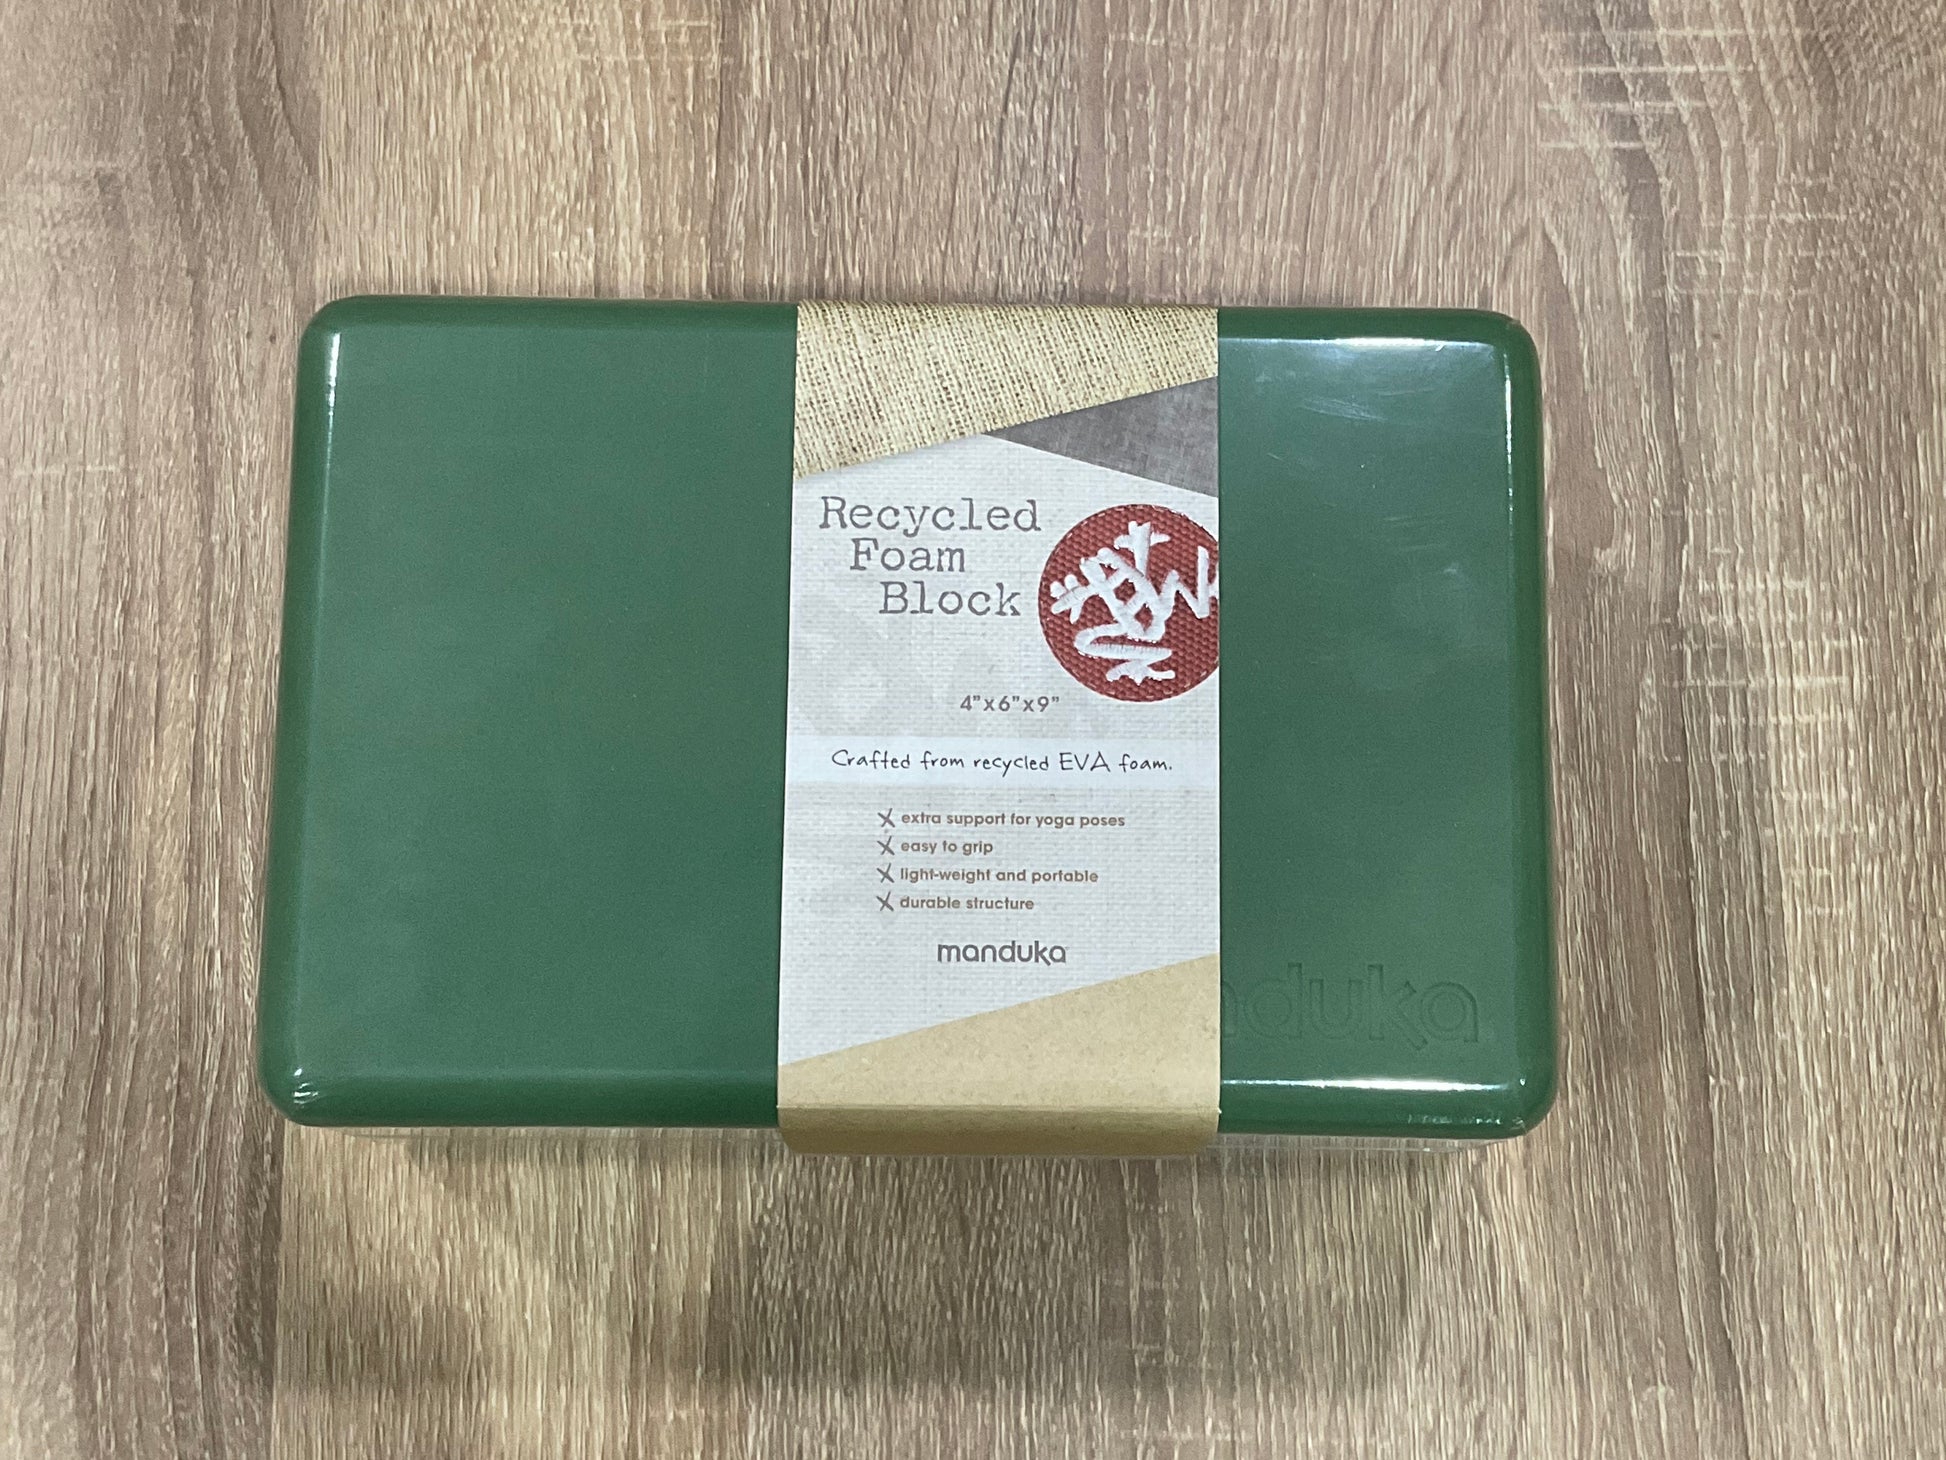 Recycled
Foam
Block
4"x6"x9"
Crafted from recycled EVA foam.
extra support for yoga poses
easy to grip
light-weight and portable
durable structure
manduka
nduka